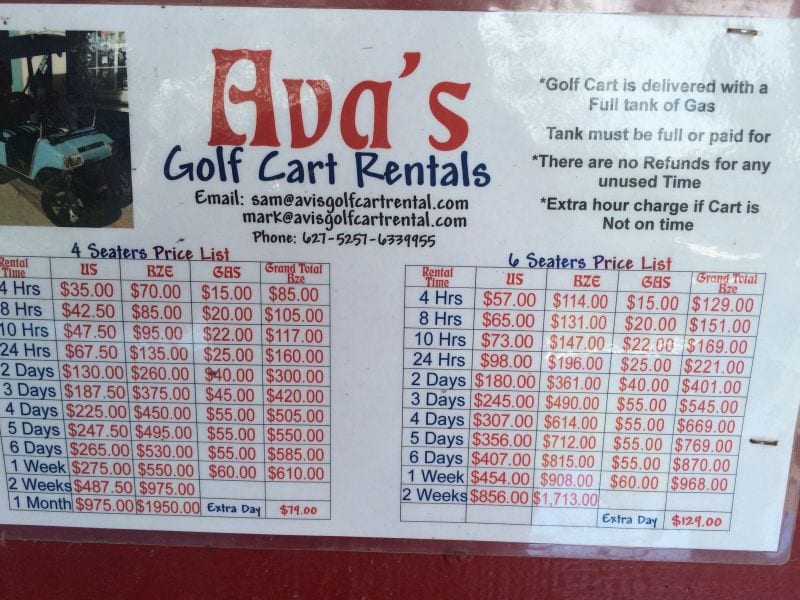 Ava's
Golf Cart Rentals
Email: sam@avisgolfcartrental.com
mark@avisgolfcartrental.com
Phone: 627-5257-6339955
*Golf Cart is delivered with a
Full tank of Gas
Tank must be full or paid for
*There are no Refunds for any
unused Time
*Extra hour charge if Cart is
Not on time
4 Seaters Price List
Rental Time US BZE GAS Grand Total Bze
4 Hrs $35.00 $70.00 $15.00 $85.00
8 Hrs $42.50 $85.00 $20.00 $105.00
10 Hrs $47.50 $95.00 $22.00 $117.00
24 Hrs $67.50 $135.00 $25.00 $160.00
2 Days $130.00 $260.00 $40.00 $300.00
3 Days $187.50 $375.00 $45.00 $420.00
4 Days $225.00 $450.00 $55.00 $505.00
5 Days $247.50 $495.00 $55.00 $550.00
6 Days $265.00 $530.00 $55.00 $585.00
1 Week $275.00 $550.00 $60.00 $610.00
2 Weeks $487.50 $975.00
1 Month $975.00 $1950.00 Extra Day $79.00
6 Seaters Price List
Rental Time US BZE GAS Grand Total Bze
4 Hrs $57.00 $114.00 $15.00 $129.00
8 Hrs $65.00 $131.00 $20.00 $151.00
10 Hrs $73.00 $147.00 $22.00 $169.00
24 Hrs $98.00 $196.00 $25.00 $221.00
2 Days $180.00 $361.00 $40.00 $401.00
3 Days $245.00 $490.00 $55.00 $545.00
4 Days $307.00 $614.00 $55.00 $669.00
5 Days $356.00 $712.00 $55.00 $769.00
6 Days $407.00 $815.00 $55.00 $870.00
1 Week $454.00 $908.00 $60.00 $968.00
2 Weeks $856.00 $1,713.00
Extra Day $129.00